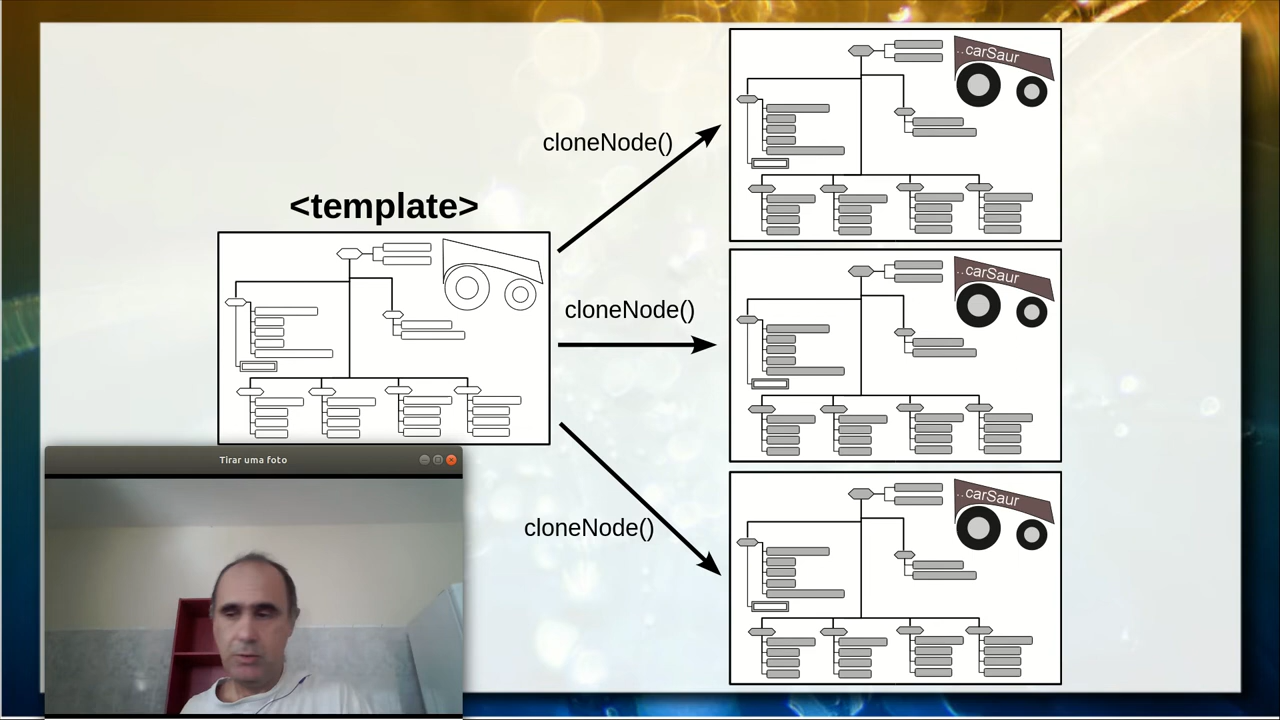 ..carSaur
cloneNode()
<template>
..carSaur
cloneNode()
Tirar uma foto
..carSaur
cloneNode()